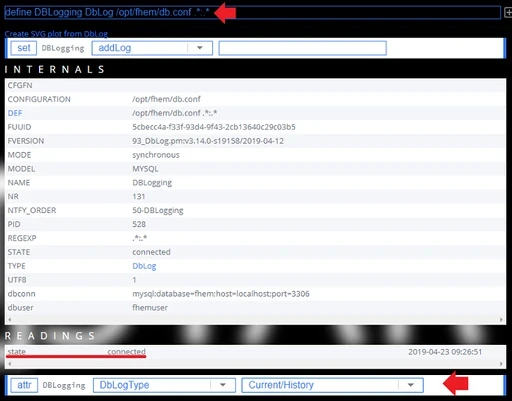 define DBLogging DbLog /opt/fhem/db.conf .*:.*
Create SVG plot from DbLog
set DBLogging addLog
INTERNALS
CFGFN
CONFIGURATION /opt/fhem/db.conf
DEF /opt/fhem/db.conf .*:.*
FUUID 5cbecc4a-f33f-93d4-9f43-2cb13640c29c03b5
FVERSION 93_DbLog.pm:v3.14.0-s19158/2019-04-12
MODE synchronous
MODEL MYSQL
NAME DBLogging
NR 131
NTFY_ORDER 50-DBLogging
PID 528
REGEXP .*:.*
STATE connected
TYPE DbLog
UTF8 1
dbconn mysql:database=fhem;host=localhost;port=3306
dbuser fhemuser
READINGS
state connected 2019-04-23 09:26:51
attr DBLogging DbLogType Current/History